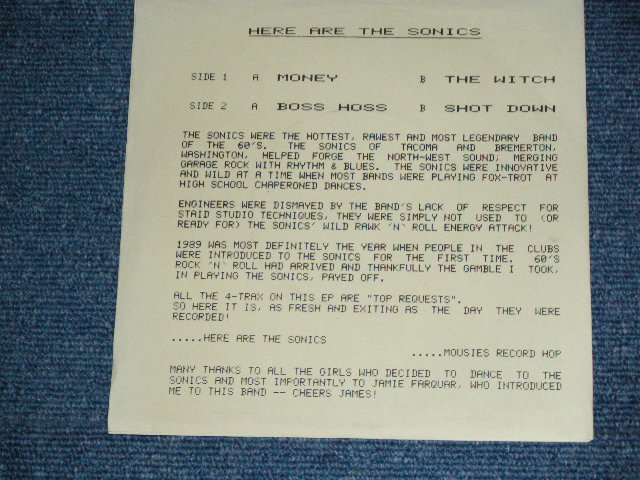 HERE ARE THE SONICS
SIDE 1 A MONEY B THE WITCH
SIDE 2 A BOSS HOSS B SHOT DOWN
THE SONICS WERE THE HOTTEST, RAWEST AND MOST LEGENDARY BAND
OF THE 60'S. THE SONICS OF TACOMA AND BREMERTON,
WASHINGTON, HELPED FORGE THE NORTH-WEST SOUND; MERGING
GARAGE ROCK WITH RHYTHM & BLUES. THE SONICS WERE INNOVATIVE
AND WILD AT A TIME WHEN MOST BANDS WERE PLAYING FOX-TROT AT
HIGH SCHOOL CHAPERONED DANCES.
ENGINEERS WERE DISMAYED BY THE BAND'S LACK OF RESPECT FOR
STAID STUDIO TECHNIQUES, THEY WERE SIMPLY NOT USED TO (OR
READY FOR) THE SONICS' WILD RAWK 'N' ROLL ENERGY ATTACK!
1989 WAS MOST DEFINITELY THE YEAR WHEN PEOPLE IN THE CLUBS
WERE INTRODUCED TO THE SONICS FOR THE FIRST TIME. 60'S
ROCK 'N' ROLL HAD ARRIVED AND THANKFULLY THE GAMBLE I TOOK,
IN PLAYING THE SONICS, PAYED OFF.
ALL THE 4-TRAX ON THIS EP ARE "TOP REQUESTS".
SO HERE IT IS, AS FRESH AND EXITING AS THE DAY THEY WERE
RECORDED!
.....HERE ARE THE SONICS
.....MOUSIES RECORD HOP
MANY THANKS TO ALL THE GIRLS WHO DECIDED TO DANCE TO THE
SONICS AND MOST IMPORTANTLY TO JAMIE FARQUAR, WHO INTRODUCED
ME TO THIS BAND -- CHEERS JAMES!